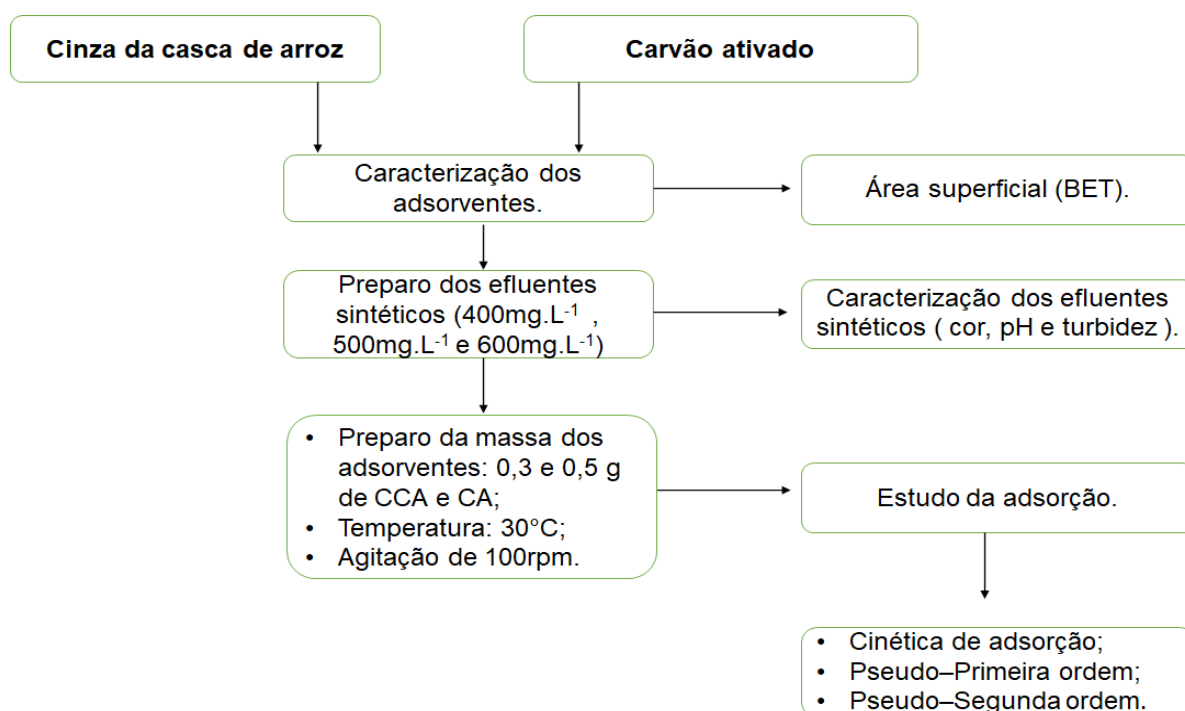 Cinza da casca de arroz
Carvão ativado
Caracterização dos
adsorventes.
Área superficial (BET).
Preparo dos efluentes
sintéticos (400mg.L⁻¹ ,
500mg.L⁻¹ e 600mg.L⁻¹)
Caracterização dos efluentes
sintéticos ( cor, pH e turbidez ).
• Preparo da massa dos
adsorventes: 0,3 e 0,5 g
de CCA e CA;
• Temperatura: 30°C;
• Agitação de 100rpm.
Estudo da adsorção.
• Cinética de adsorção;
• Pseudo–Primeira ordem;
• Pseudo–Segunda ordem.